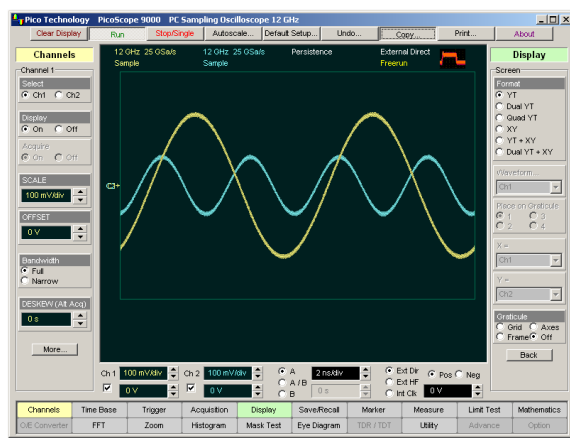 Pico Technology PicoScope 9000 PC Sampling Oscilloscope 12 GHz
Clear Display Run Stop/Single Autoscale... Default Setup... Undo... Copy... Print... About
Channels
Channel 1
Select
Ch1 Ch2
Display
On Off
Acquire
On Off
SCALE
100 mV/div
OFFSET
0 V
Bandwidth
Full
Narrow
DESKEW (Alt Acq)
0 s
More...
12 GHz 25 GSa/s 12 GHz 25 GSa/s Persistence External Direct
Sample Sample Freerun
Display
Screen
Format
YT
Dual YT
Quad YT
XY
YT + XY
Dual YT + XY
Waveform...
Ch1
Place on Graticule
1 3
2 4
X =
Ch1
Y =
Ch2
Graticule
Grid Axes
Frame Off
Back
Ch 1 100 mV/div Ch 2 100 mV/div A 2 ns/div Ext Dir Pos Neg
A / B Ext HF
0 V 0 V B 0 s Int Clk 0 V
Channels Time Base Trigger Acquisition Display Save/Recall Marker Measure Limit Test Mathematics
O/E Converter FFT Zoom Histogram Mask Test Eye Diagram TDR / TDT Utility Advance Option